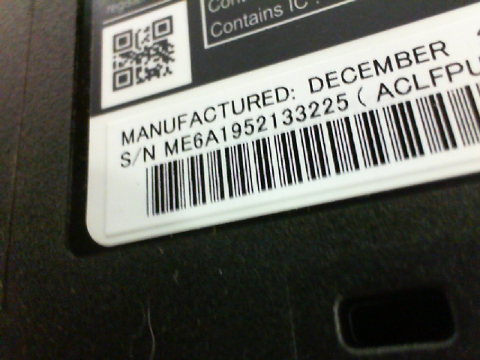 Contains IC
MANUFACTURED: DECEMBER
S/N ME6A1952133225 ( ACLFPU